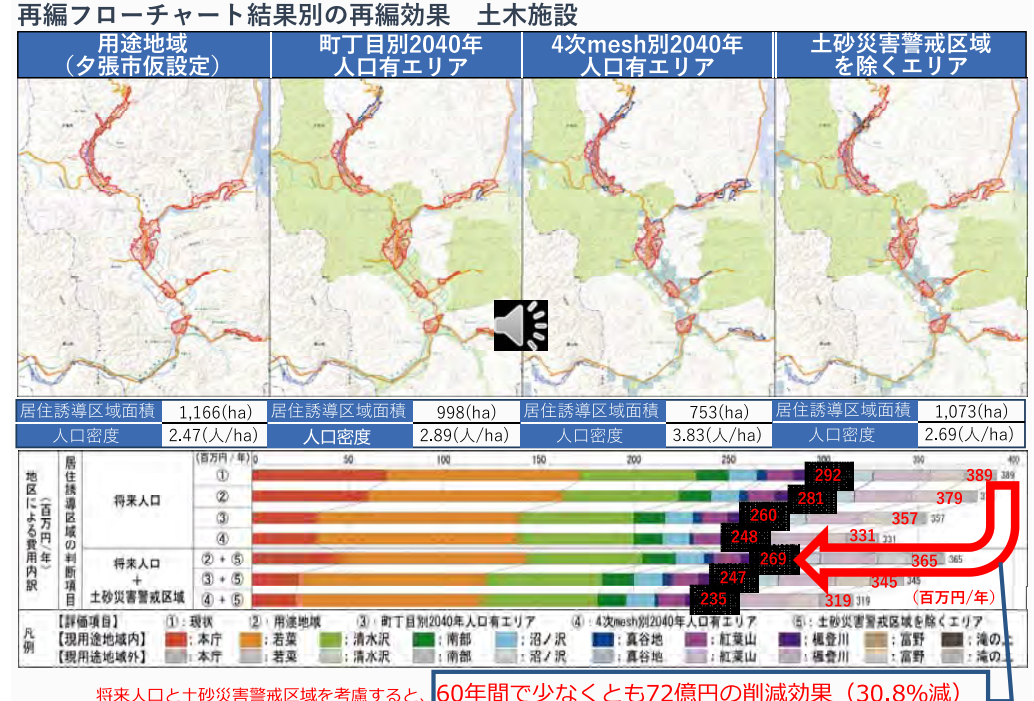 再編フローチャート結果別の再編効果　土木施設
用途地域
（夕張市仮設定）
町丁目別2040年
人口有エリア
4次mesh別2040年
人口有エリア
土砂災害警戒区域
を除くエリア
居住誘導区域面積 1,166(ha) 居住誘導区域面積 998(ha) 居住誘導区域面積 753(ha) 居住誘導区域面積 1,073(ha)
人口密度 2.47(人/ha) 人口密度 2.89(人/ha) 人口密度 3.83(人/ha) 人口密度 2.69(人/ha)
地区による費用内訳（百万円/年）
居住誘導区域の判断項目
(百万円/年) 0 50 100 150 200 250 300 350 400
将来人口
① 292 389 389
② 281 379
③ 260 357 357
④ 248 331 331
将来人口
＋
土砂災害警戒区域
②+⑤ 269 365 365
③+⑤ 247 345 345
④+⑤ 235 319 319
(百万円/年)
凡例
【評価項目】 ①：現状 ②：用途地域 ③：町丁目別2040年人口有エリア ④：4次mesh別2040年人口有エリア ⑤：土砂災害警戒区域を除くエリア
【現用途地域内】 ：本庁 ：若菜 ：清水沢 ：南部 ：沼ノ沢 ：真谷地 ：紅葉山 ：楓登川 ：富野 ：滝の上
【現用途地域外】 ：本庁 ：若菜 ：清水沢 ：南部 ：沼ノ沢 ：真谷地 ：紅葉山 ：楓登川 ：富野 ：滝の上
将来人口と土砂災害警戒区域を考慮すると、60年間で少なくとも72億円の削減効果（30.8%減）